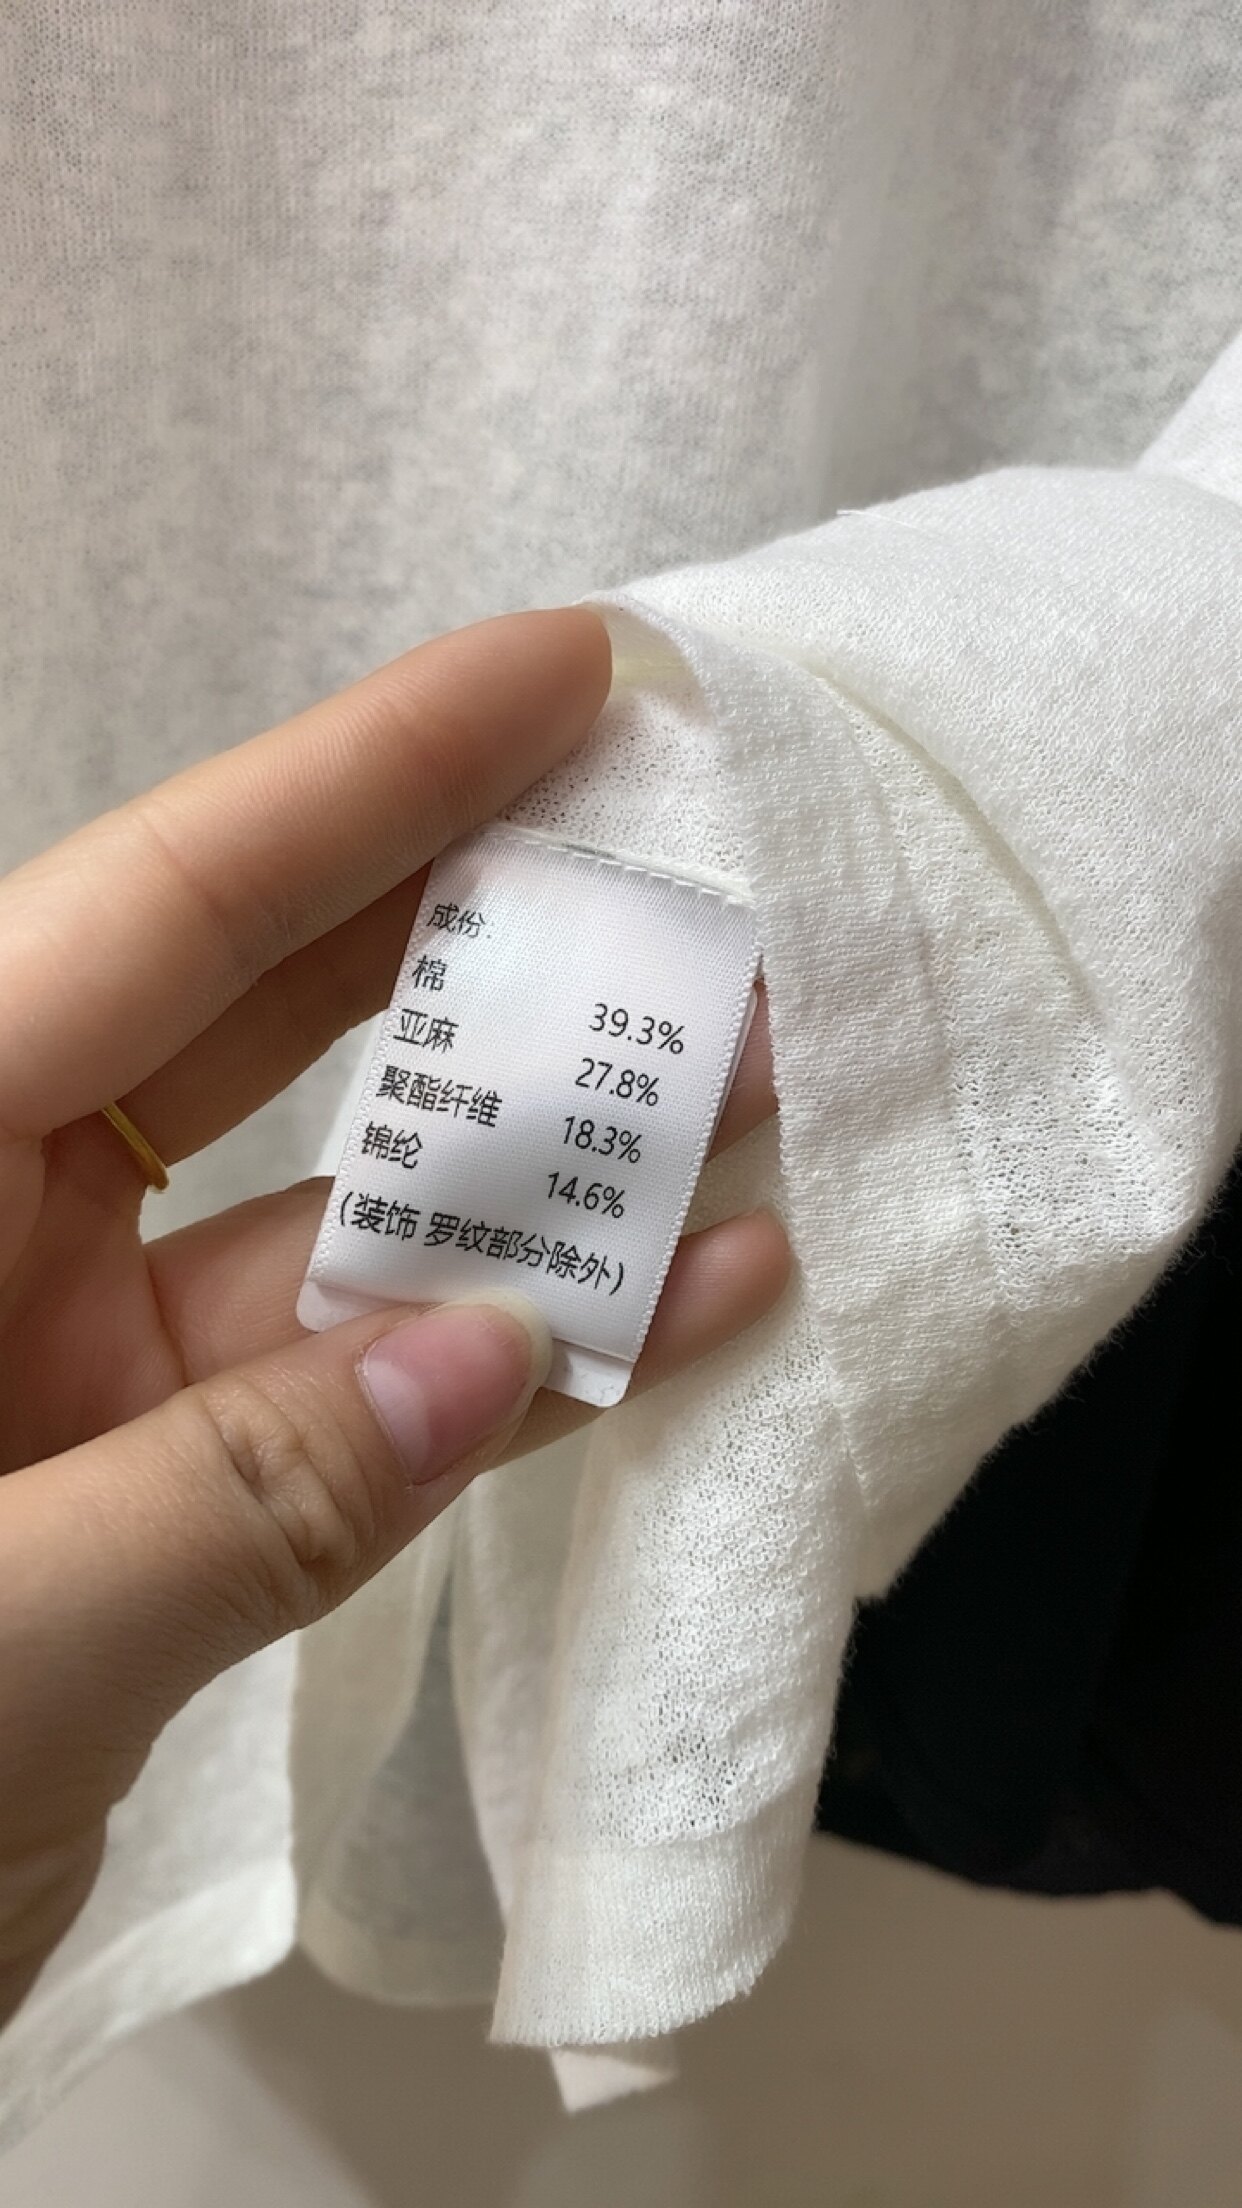 成份：
棉 39.3%
亚麻 27.8%
聚酯纤维 18.3%
锦纶 14.6%
（装饰 罗纹部分除外）